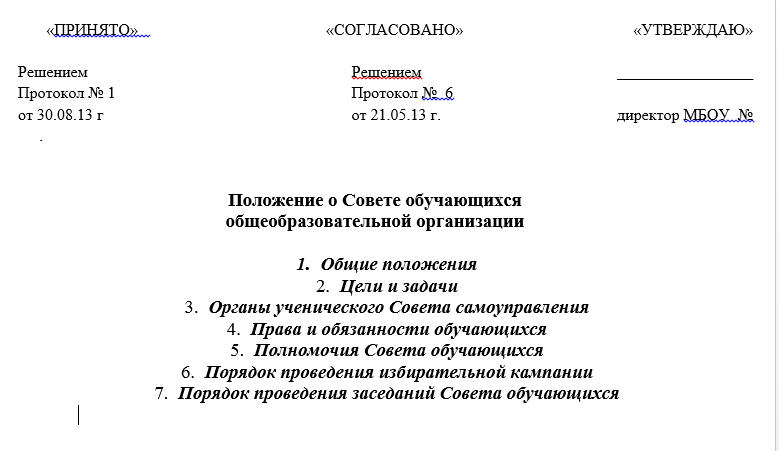 «ПРИНЯТО» «СОГЛАСОВАНО» «УТВЕРЖДАЮ»
Решением Решением ________________
Протокол № 1 Протокол № 6
от 30.08.13 г от 21.05.13 г. директор МБОУ №
.
Положение о Совете обучающихся
общеобразовательной организации
1. Общие положения
2. Цели и задачи
3. Органы ученического Совета самоуправления
4. Права и обязанности обучающихся
5. Полномочия Совета обучающихся
6. Порядок проведения избирательной кампании
7. Порядок проведения заседаний Совета обучающихся